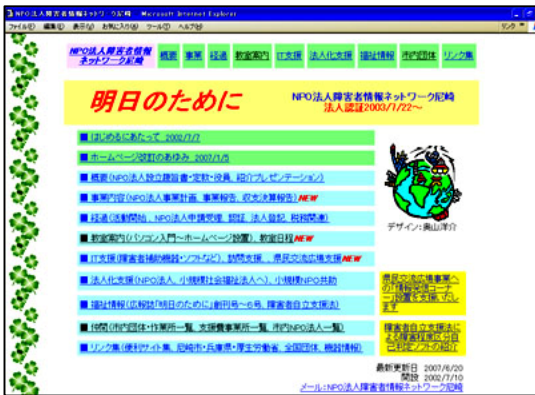 NPO法人障害者情報ネットワーク尼崎 - Microsoft Internet Explorer
ファイル(F) 編集(E) 表示(V) お気に入り(A) ツール(T) ヘルプ(H)
リンク
NPO法人障害者情報
ネットワーク尼崎
概要 事業 経過 教室案内 IT支援 法人化支援 福祉情報 市内団体 リンク集
明日のために
NPO法人障害者情報ネットワーク尼崎
法人認証2003/7/22~
■ はじめるにあたって 2002/7/7
■ ホームページ改訂のあゆみ 2007/1/5
■ 概要(NPO法人設立趣旨書・定款・役員、紹介プレゼンテーション)
■ 事業内容(NPO法人事業計画、事業報告、収支決算報告) NEW
■ 経過(活動開始、NPO法人申請受理、認証、法人登記、税務関連)
■ 教室案内(パソコン入門~ホームページ設置)、教室日程 NEW
■ IT支援(障害者補助機器・ソフトなど)、訪問支援、県民交流広場支援 NEW
■ 法人化支援(NPO法人、小規模社会福祉法人へ)、小規模NPO共助
■ 福祉情報(広報誌「明日のために」創刊号~6号、障害者自立支援法)
■ 仲間(市内団体・作業所一覧、支援費事業所一覧、市内NPO法人一覧)
■ リンク集(便利サイト集、尼崎市・兵庫県・厚生労働省、全国団体、機器情報)
デザイン:奥山洋介
県民交流広場事業へ
の「情報発信コーナ
ー」設置を支援いたし
ます
障害者自立支援法に
よる障害程度区分自
己判定ソフトの紹介
最新更新日 2007/6/20
開設 2002/7/10
メール:NPO法人障害者情報ネットワーク尼崎